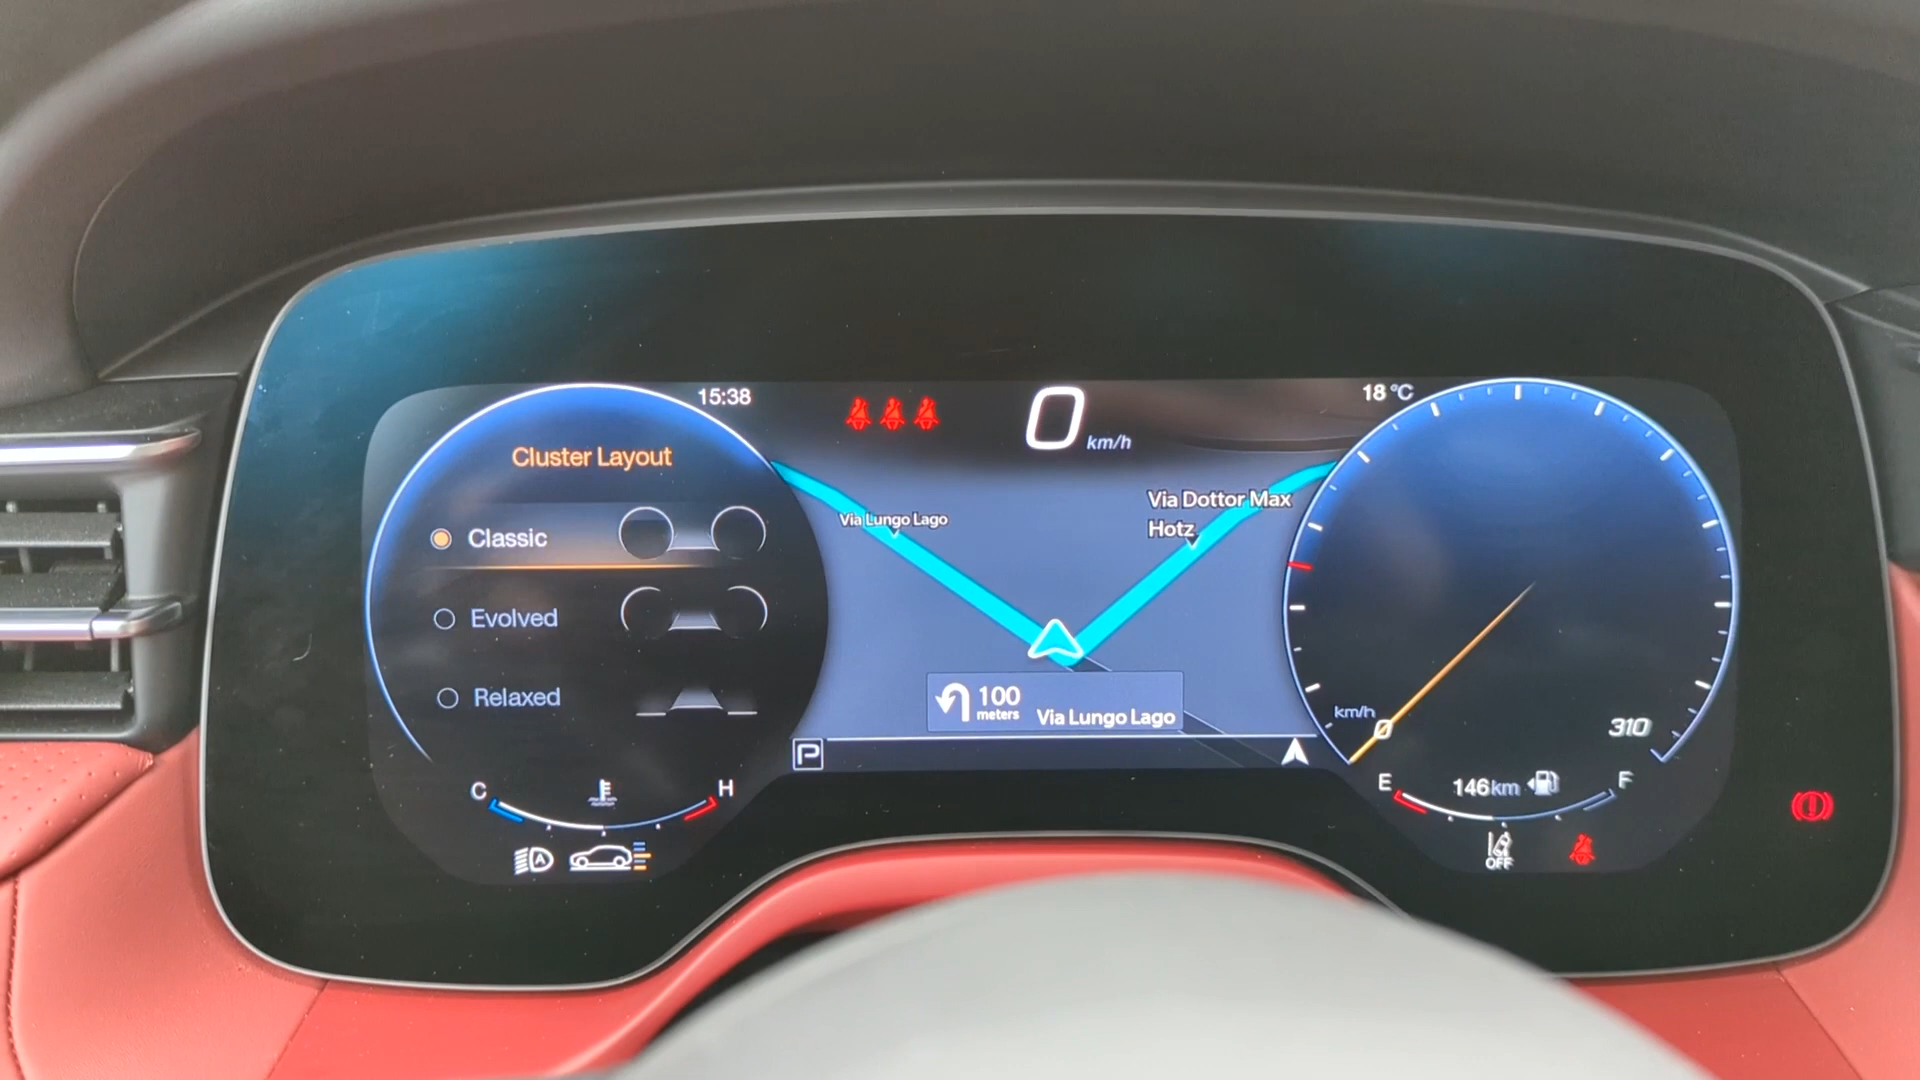 15:38
0 km/h
18 °C
Cluster Layout
Classic
Evolved
Relaxed
Via Lungo Lago
Via Dottor Max
Hotz
100
meters
Via Lungo Lago
P
km/h
0
310
C
H
E
146km
F
A
OFF